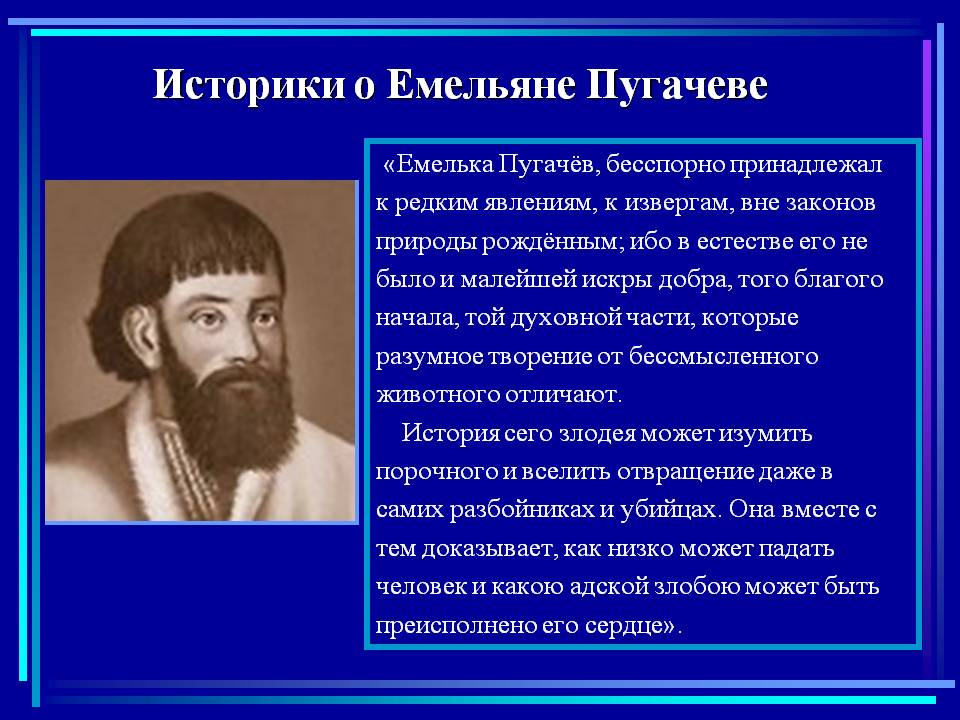 Историки о Емельяне Пугачеве
«Емелька Пугачёв, бесспорно принадлежал
к редким явлениям, к извергам, вне законов
природы рождённым; ибо в естестве его не
было и малейшей искры добра, того благого
начала, той духовной части, которые
разумное творение от бессмысленного
животного отличают.
История сего злодея может изумить
порочного и вселить отвращение даже в
самих разбойниках и убийцах. Она вместе с
тем доказывает, как низко может падать
человек и какою адской злобою может быть
преисполнено его сердце».